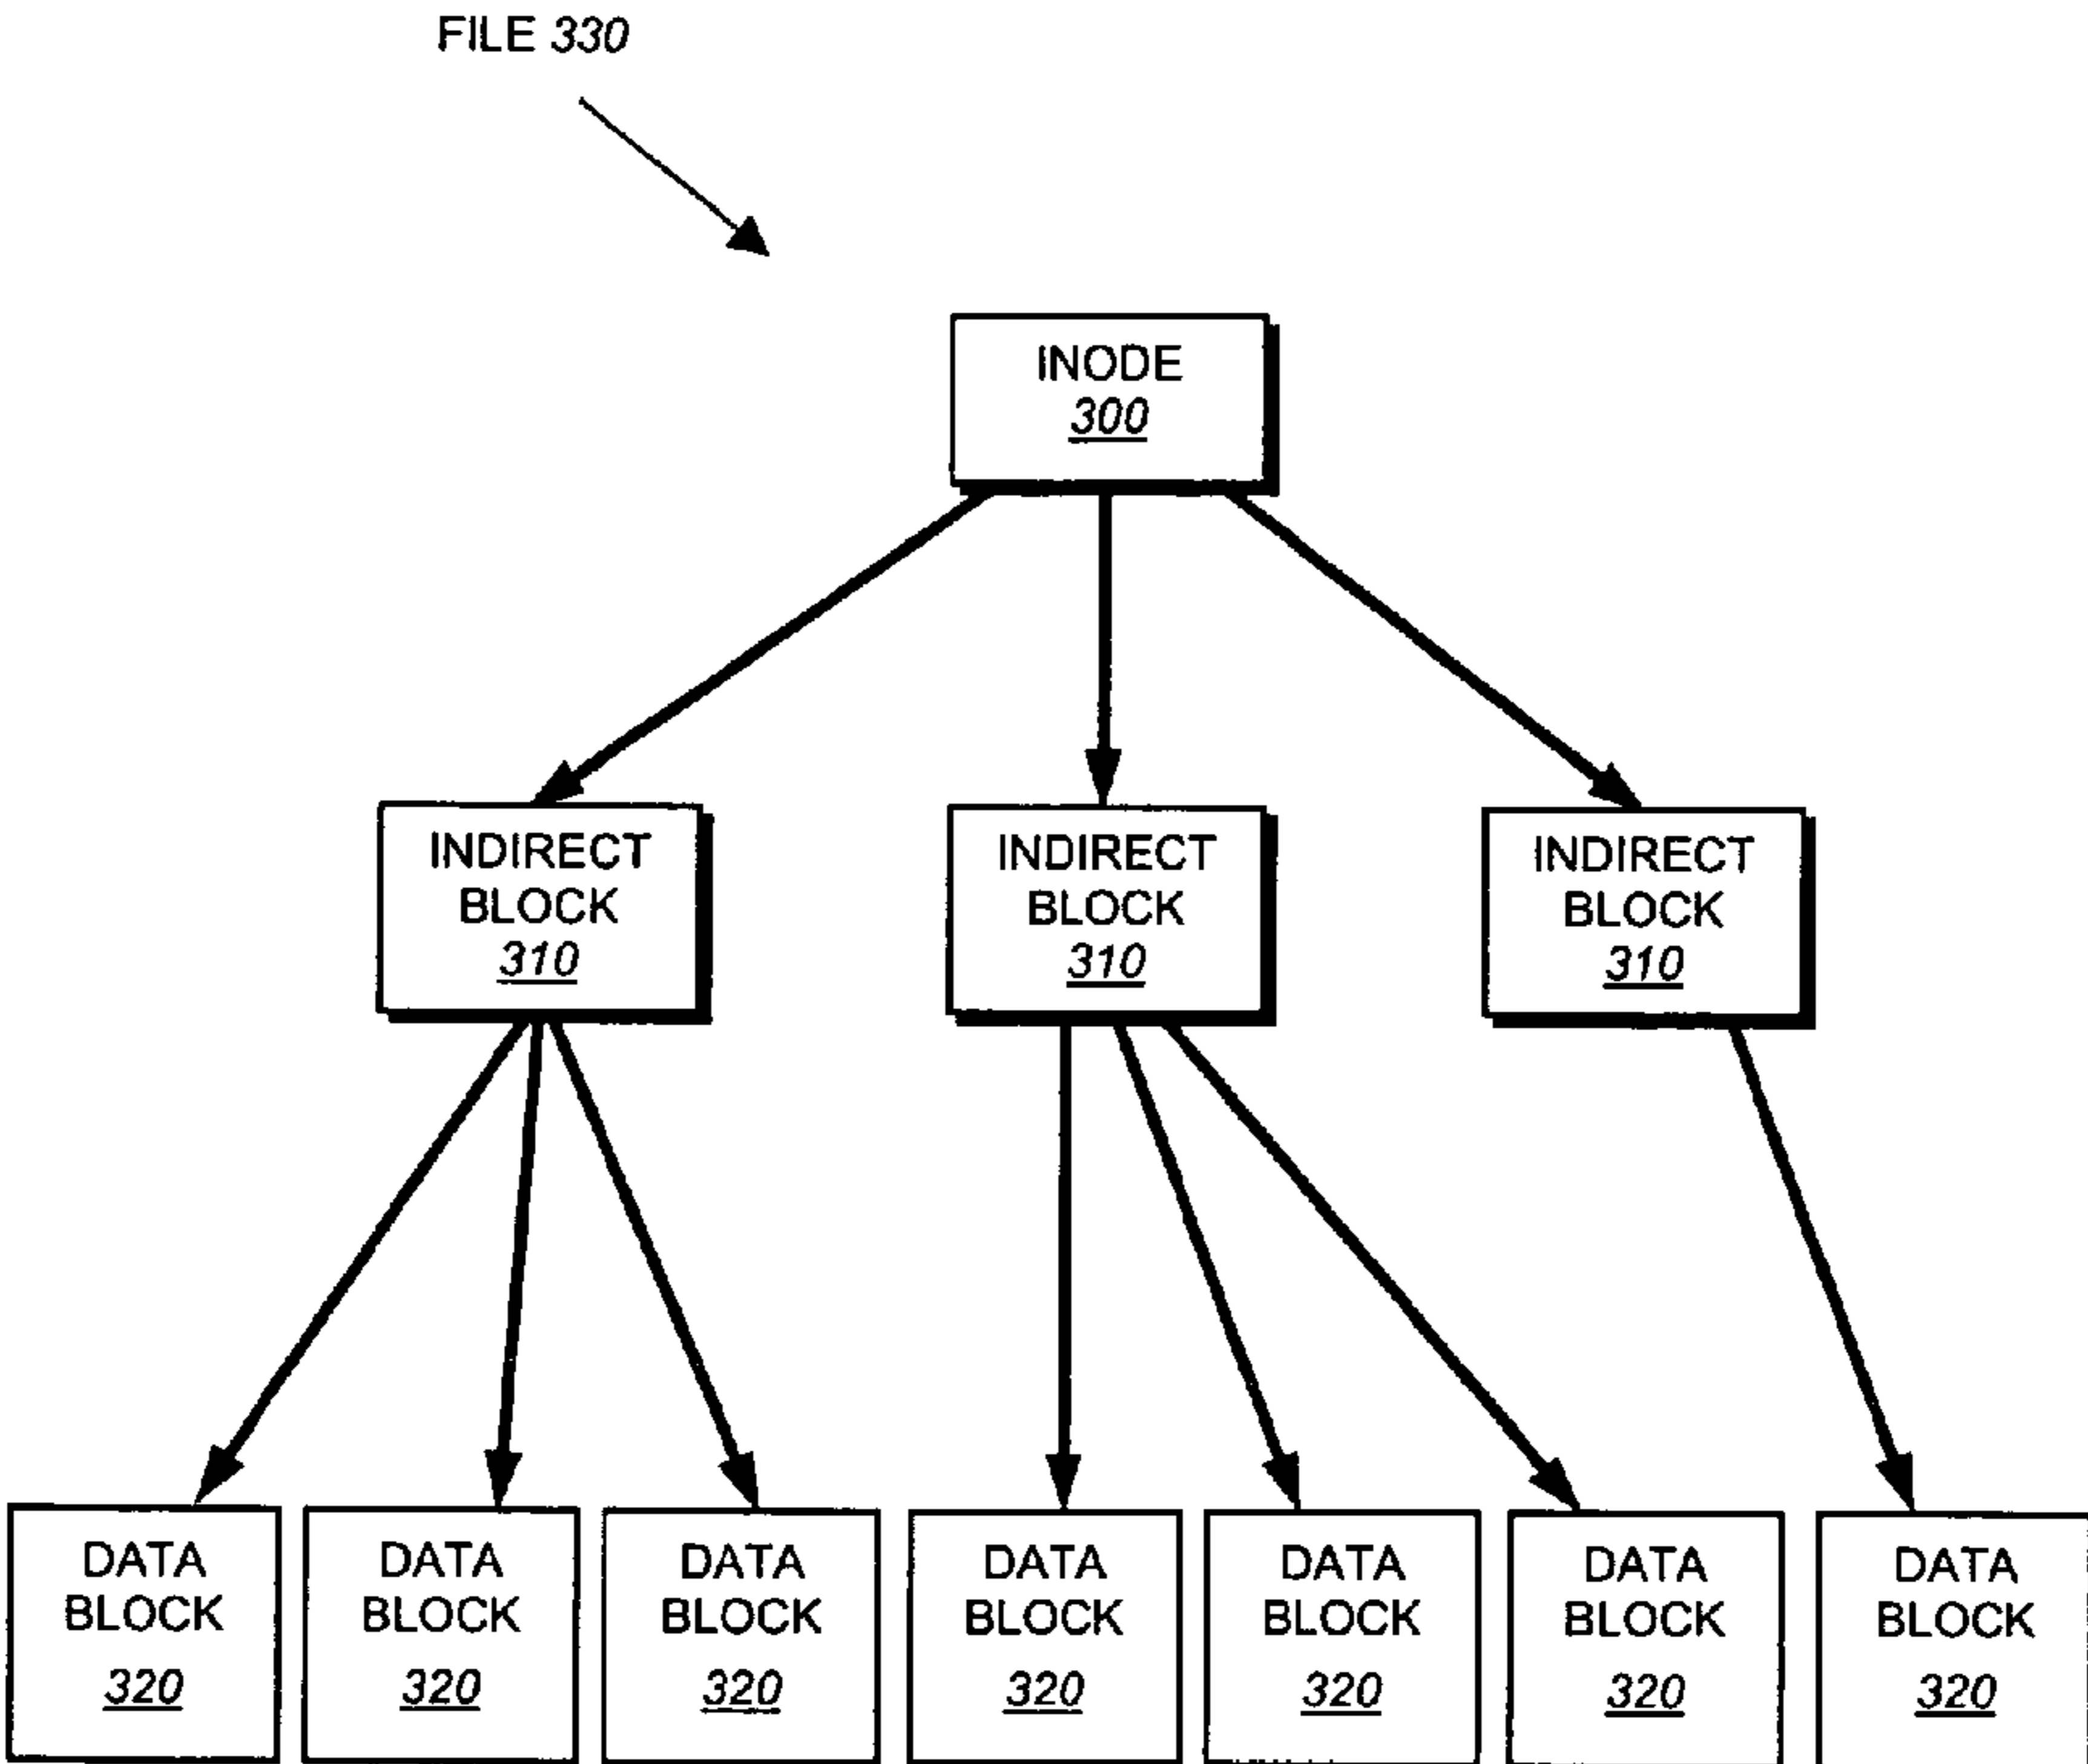 FILE 330
INODE
300
INDIRECT
BLOCK
310
INDIRECT
BLOCK
310
INDIRECT
BLOCK
310
DATA
BLOCK
320
DATA
BLOCK
320
DATA
BLOCK
320
DATA
BLOCK
320
DATA
BLOCK
320
DATA
BLOCK
320
DATA
BLOCK
320